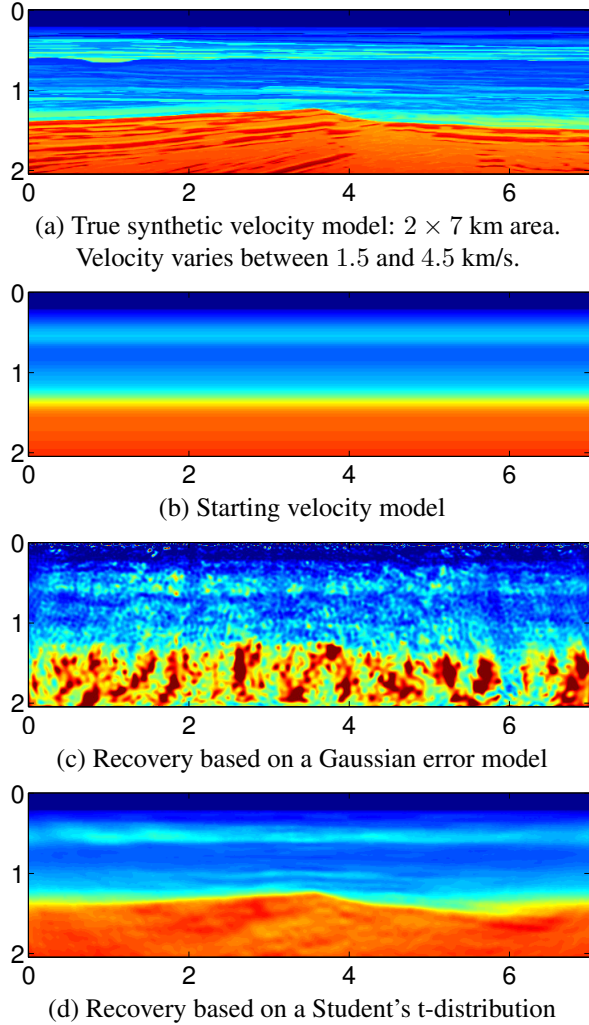 0
1
2
0 2 4 6
(a) True synthetic velocity model: 2 × 7 km area.
Velocity varies between 1.5 and 4.5 km/s.
0
1
2
0 2 4 6
(b) Starting velocity model
0
1
2
0 2 4 6
(c) Recovery based on a Gaussian error model
0
1
2
0 2 4 6
(d) Recovery based on a Student's t-distribution